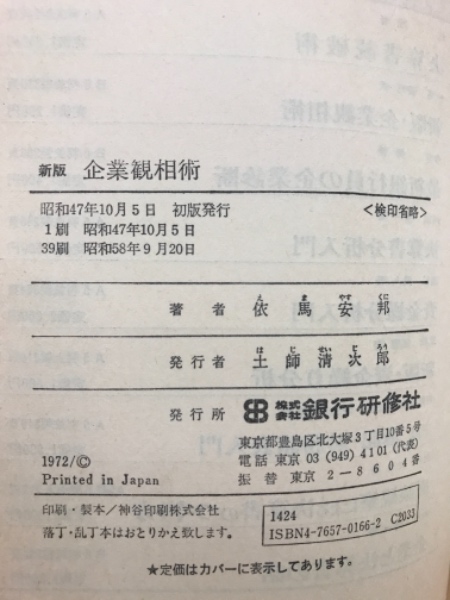 新版 企業観相術
昭和47年10月5日 初版発行 <検印省略>
1刷 昭和47年10月5日
39刷 昭和58年9月20日
著者 依馬安邦
発行者 土師清次郎
発行所 株式会社 銀行研修社
東京都豊島区北大塚3丁目10番5号
電話 東京 03 (949) 4101 (代表)
振替 東京 2-8604番
1972/©
Printed in Japan
印刷・製本/神谷印刷株式会社
落丁・乱丁本はおとりかえ致します。
1424
ISBN4-7657-0166-2 C2033
★定価はカバーに表示してあります。